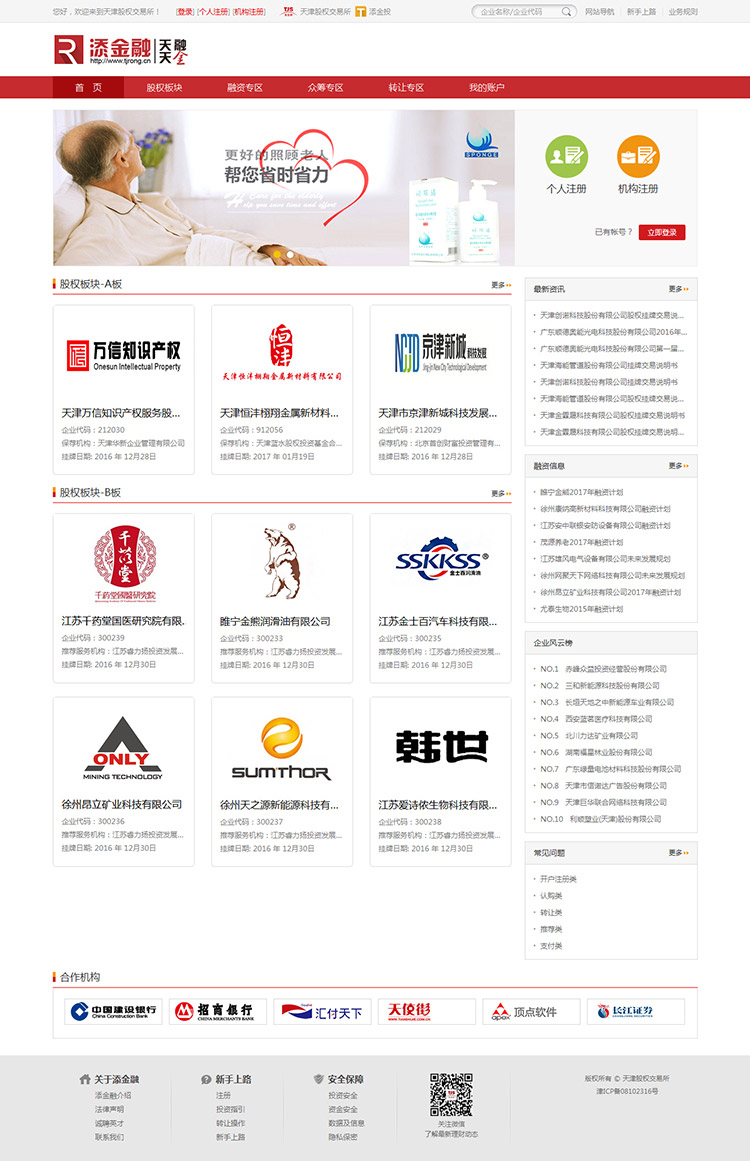 您好，欢迎来到天津股权交易所！ [登录] [个人注册] [机构注册] TJS 天津股权交易所 T 添金投 企业名称/企业代码 网站导航 新手上路 业务规则
R 添金融 天天融金
http://www.tjrong.cn
首 页 股权板块 融资专区 众筹专区 转让专区 我的账户
更好的照顾老人
帮您省时省力
SPONGE
个人注册 机构注册
已有帐号？ 立即登录
股权板块-A板 更多
万信知识产权
Onesun Intellectual Property
天津万信知识产权服务股...
企业代码：212030
保荐机构：天津华新企业管理有限公司
挂牌日期: 2016 年12月28日
恒沣
天津恒沣栩翔金属新材料有限公司
天津恒沣栩翔金属新材料...
企业代码：912056
保荐机构：天津蓝水股权投资基金合...
挂牌日期: 2017 年 01月19日
NJJD 京津新城科技发展
Jing-jin New City Technological Development
天津市京津新城科技发展...
企业代码：212029
保荐机构：北京首创财富投资管理有...
挂牌日期: 2016 年 12月28日
股权板块-B板 更多
千药堂
千药堂国医研究院
江苏千药堂国医研究院有限.
企业代码：300239
推荐服务机构：江苏睿力扬投资发展...
挂牌日期: 2016 年 12月30日
睢宁金熊润滑油有限公司
企业代码：300233
推荐服务机构：江苏睿力扬投资发展...
挂牌日期: 2016 年 12月30日
SSKKSS
金士百润滑油
江苏金士百汽车科技有限...
企业代码：300235
推荐服务机构：江苏睿力扬投资发展...
挂牌日期: 2016 年 12月30日
ONLY
MINING TECHNOLOGY
徐州昂立矿业科技有限公司
企业代码：300236
推荐服务机构：江苏睿力扬投资发展...
挂牌日期: 2016 年 12月30日
SUMTHOR
徐州天之源新能源科技有...
企业代码：300237
推荐服务机构：江苏睿力扬投资发展...
挂牌日期: 2016 年 12月30日
韩世
江苏爱诗侬生物科技有限...
企业代码：300238
推荐服务机构：江苏睿力扬投资发展...
挂牌日期: 2016 年 12月30日
最新资讯 更多
天津创诺科技股份有限公司股权挂牌交易说...
广东顺德奥能光电科技股份有限公司2016年...
广东顺德奥能光电科技股份有限公司第一届...
天津海能管道股份有限公司挂牌交易说明书
天津创诺科技股份有限公司挂牌交易说明书
天津海能管道股份有限公司股权挂牌交易说...
天津金霖晟科技有限公司股权挂牌交易说明书
天津金霖晟科技有限公司股权挂牌交易说明...
融资信息 更多
睢宁金熊2017年融资计划
徐州康纳高新材料科技有限公司融资计划
江苏安中联银安防设备有限公司融资计划
茂源养老2017年融资计划
江苏雄风电气设备有限公司未来发展规划
徐州网聚天下网络科技有限公司未来发展规划
徐州昂立矿业科技有限公司2017年融资计划
尤泰生物2015年融资计划
企业风云榜
NO.1 赤峰众益投资经营股份有限公司
NO.2 三和新能源科技股份有限公司
NO.3 长垣天地之中新能源车业有限公司
NO.4 西安蓝茗医疗科技有限公司
NO.5 北川力达矿业有限公司
NO.6 湖南福星林业股份有限公司
NO.7 广东绿量电池材料科技股份有限公司
NO.8 天津市信诺达广告股份有限公司
NO.9 天津巨华联合网络科技有限公司
NO.10 利顺塑业(天津)股份有限公司
常见问题 更多
开户注册类
认购类
转让类
推荐类
支付类
合作机构
中国建设银行
China Construction Bank
招商银行
CHINA MERCHANTS BANK
汇付天下
天使街
顶点软件
apex
长江证券
关于添金融
添金融介绍
法律声明
诚聘英才
联系我们
新手上路
注册
投资指引
转让操作
新手上路
安全保障
投资安全
资金安全
数据及信息
隐私保密
关注微信
了解最新理财动态
版权所有 © 天津股权交易所
津ICP备08102316号